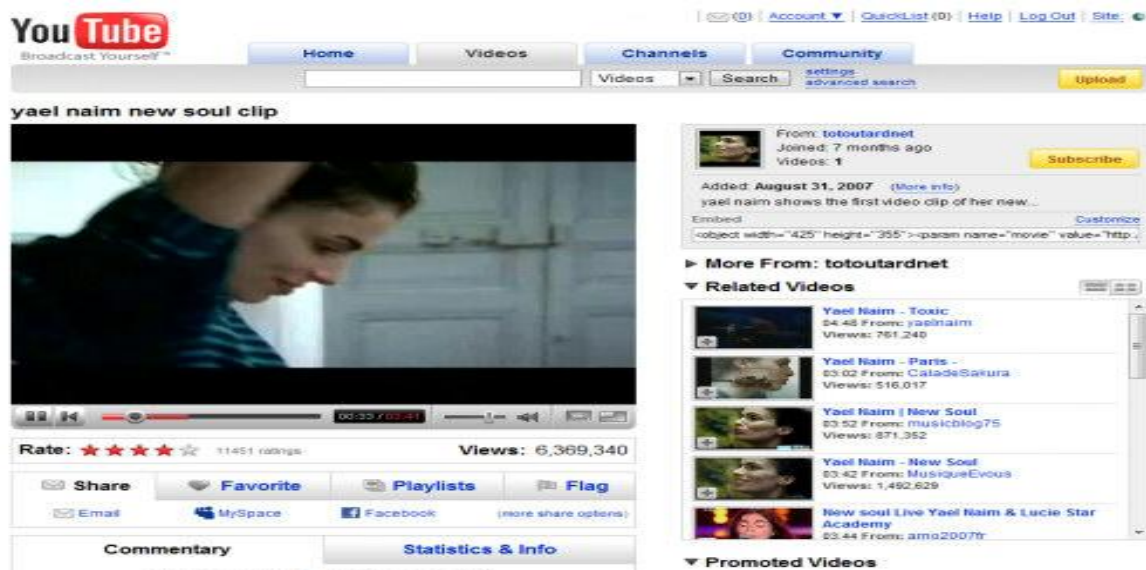 You Tube
Broadcast Yourself™
(0) | Account ▼ | QuickList (0) | Help | Log Out | Site:
Home Videos Channels Community
Videos Search settings
advanced search
Upload
yael naim new soul clip
From: totoutardnet
Joined: 7 months ago
Videos: 1
Subscribe
Added: August 31, 2007 (More info)
yael naim shows the first video clip of her new...
Embed Customize
<object width="425" height="355"><param name="movie" value="http...
► More From: totoutardnet
▼ Related Videos
Yael Naim - Toxic
04:48 From: yaelnaim
Views: 761,240
Yael Naim - Paris -
03:02 From: CaladeSakura
Views: 516,017
Yael Naim | New Soul
03:52 From: musicblog75
Views: 871,352
Yael Naim - New Soul
03:42 From: MusiqueEvous
Views: 1,492,629
New soul Live Yael Naim & Lucie Star
Academy
03:44 From: arno2007fr
▼ Promoted Videos
00:33 / 03:41
Rate: 11451 ratings Views: 6,369,340
Share Favorite Playlists Flag
Email MySpace Facebook (more share options)
Commentary Statistics & Info